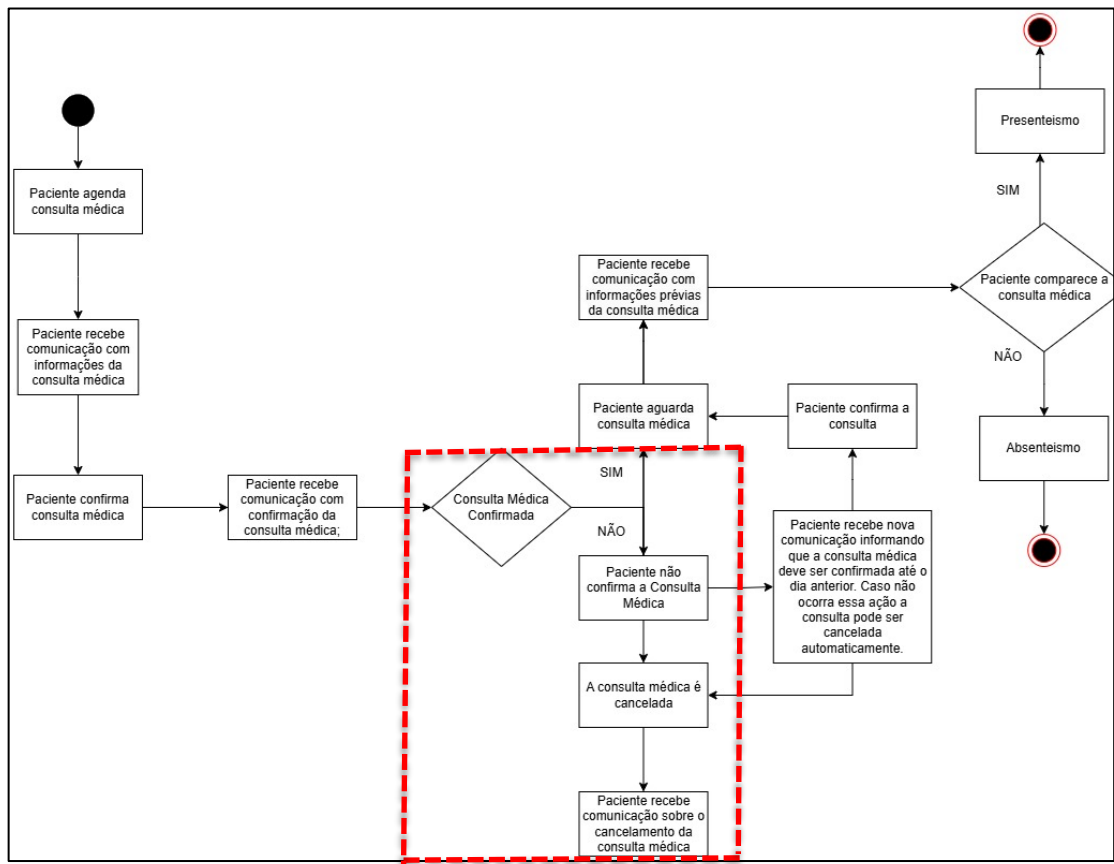 Paciente agenda
consulta médica
Paciente recebe
comunicação com
informações da
consulta médica
Paciente confirma
consulta médica
Paciente recebe
comunicação com
confirmação da
consulta médica;
Consulta Médica
Confirmada
SIM
NÃO
Paciente aguarda
consulta médica
Paciente recebe
comunicação com
informações prévias
da consulta médica
Paciente não
confirma a Consulta
Médica
A consulta médica é
cancelada
Paciente recebe
comunicação sobre o
cancelamento da
consulta médica
Paciente recebe nova
comunicação informando
que a consulta médica
deve ser confirmada até o
dia anterior. Caso não
ocorra essa ação a
consulta pode ser
cancelada
automaticamente.
Paciente confirma a
consulta
Paciente comparece a
consulta médica
SIM
Presenteismo
NÃO
Absenteismo